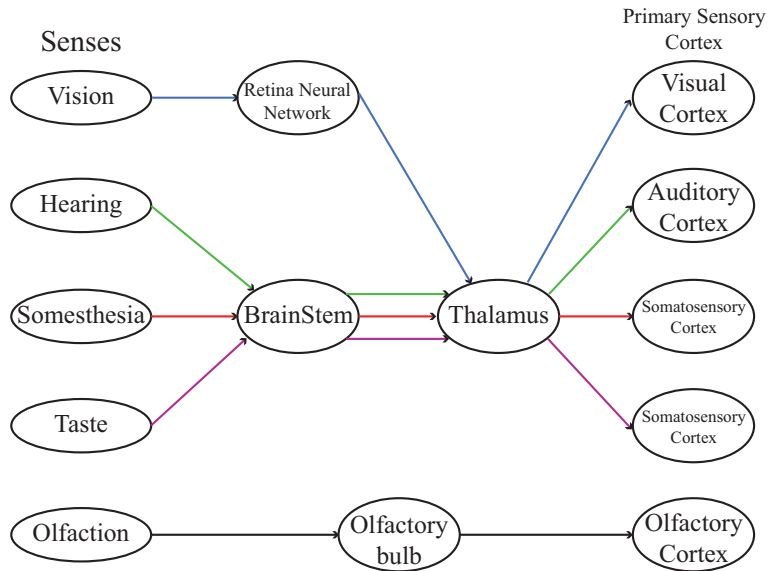 Senses
Primary Sensory
Cortex
Vision
Retina Neural
Network
Visual
Cortex
Hearing
Auditory
Cortex
Somesthesia
BrainStem
Thalamus
Somatosensory
Cortex
Taste
Somatosensory
Cortex
Olfaction
Olfactory
bulb
Olfactory
Cortex